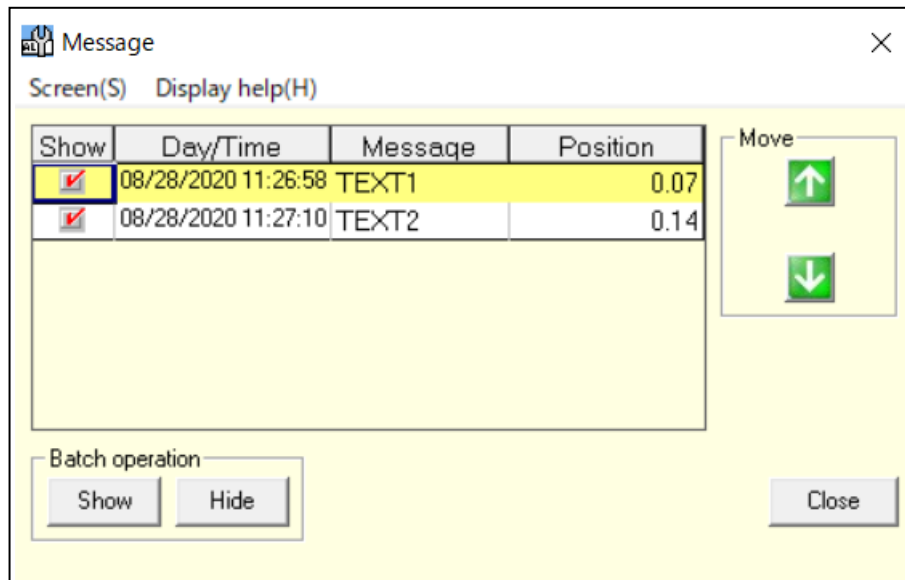 Message
Screen(S) Display help(H)
Show Day/Time Message Position
08/28/2020 11:26:58 TEXT1 0.07
08/28/2020 11:27:10 TEXT2 0.14
Move
Batch operation
Show Hide
Close